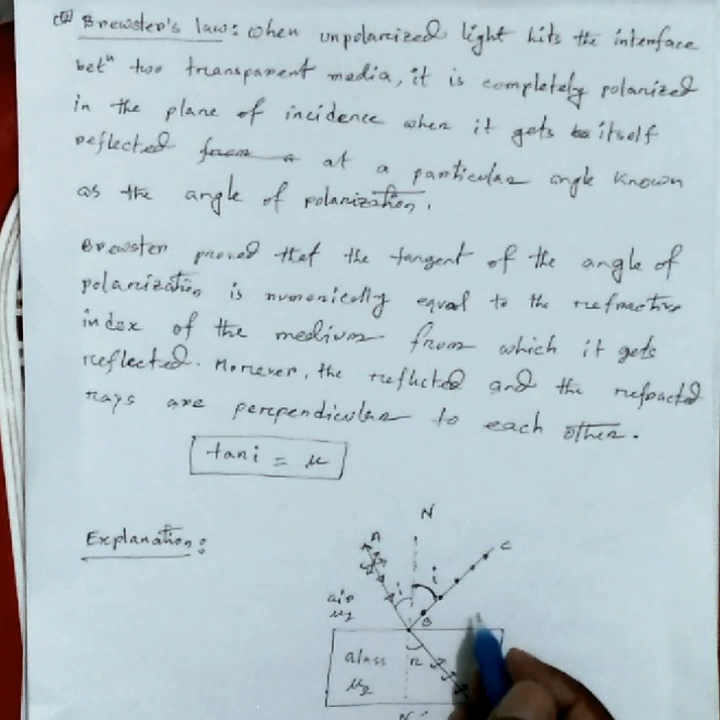 Brewster's law: when unpolarized light hits the interface
betⁿ two transparent media, it is completely polarized
in the plane of incidence when it gets itself
reflected at a particular angle known
as the angle of polarization.
Brewster proved that the tangent of the angle of
polarization is numerically equal to the refractive
index of the medium from which it gets
reflected. Moreover, the reflected and the refracted
rays are perpendicular to each other.
tan i = μ
Explanation:
N
A
C
i
i
air
μ1
B
Glass
r
μ2
N'